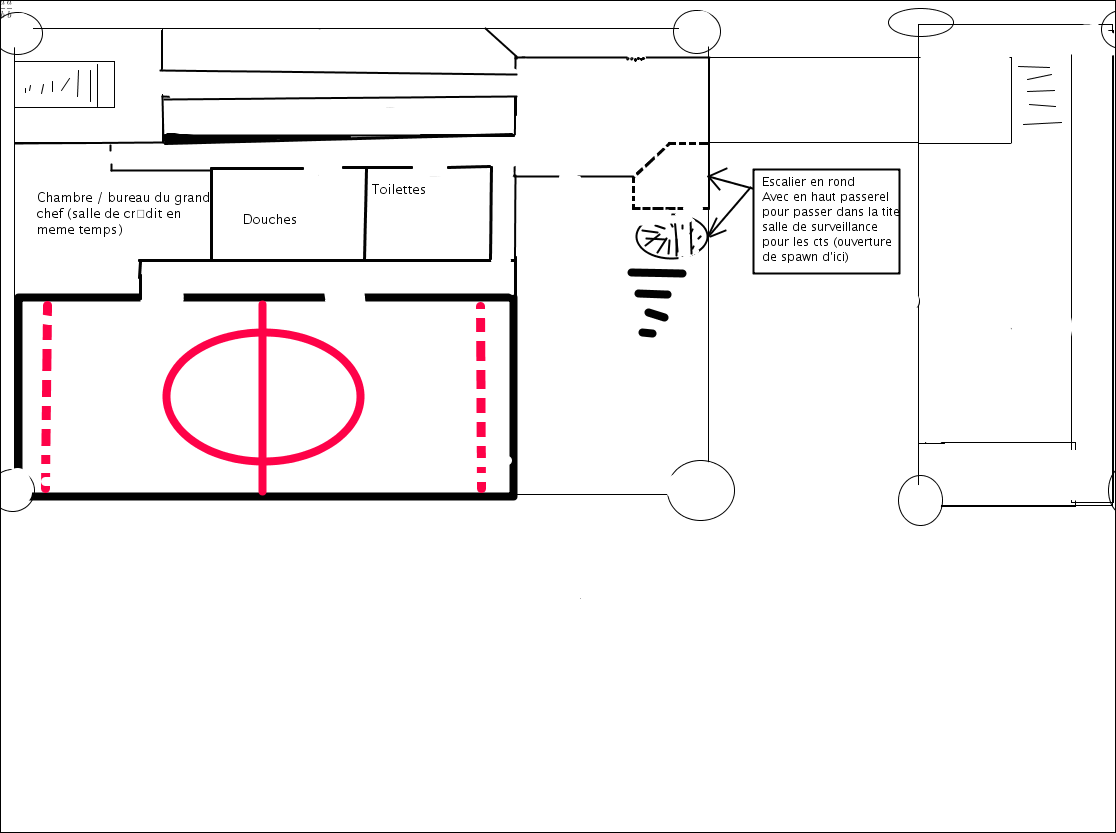 Chambre / bureau du grand
chef (salle de cr□dit en
meme temps)
Douches
Toilettes
Escalier en rond
Avec en haut passerel
pour passer dans la tite
salle de surveillance
pour les cts (ouverture
de spawn d'ici)